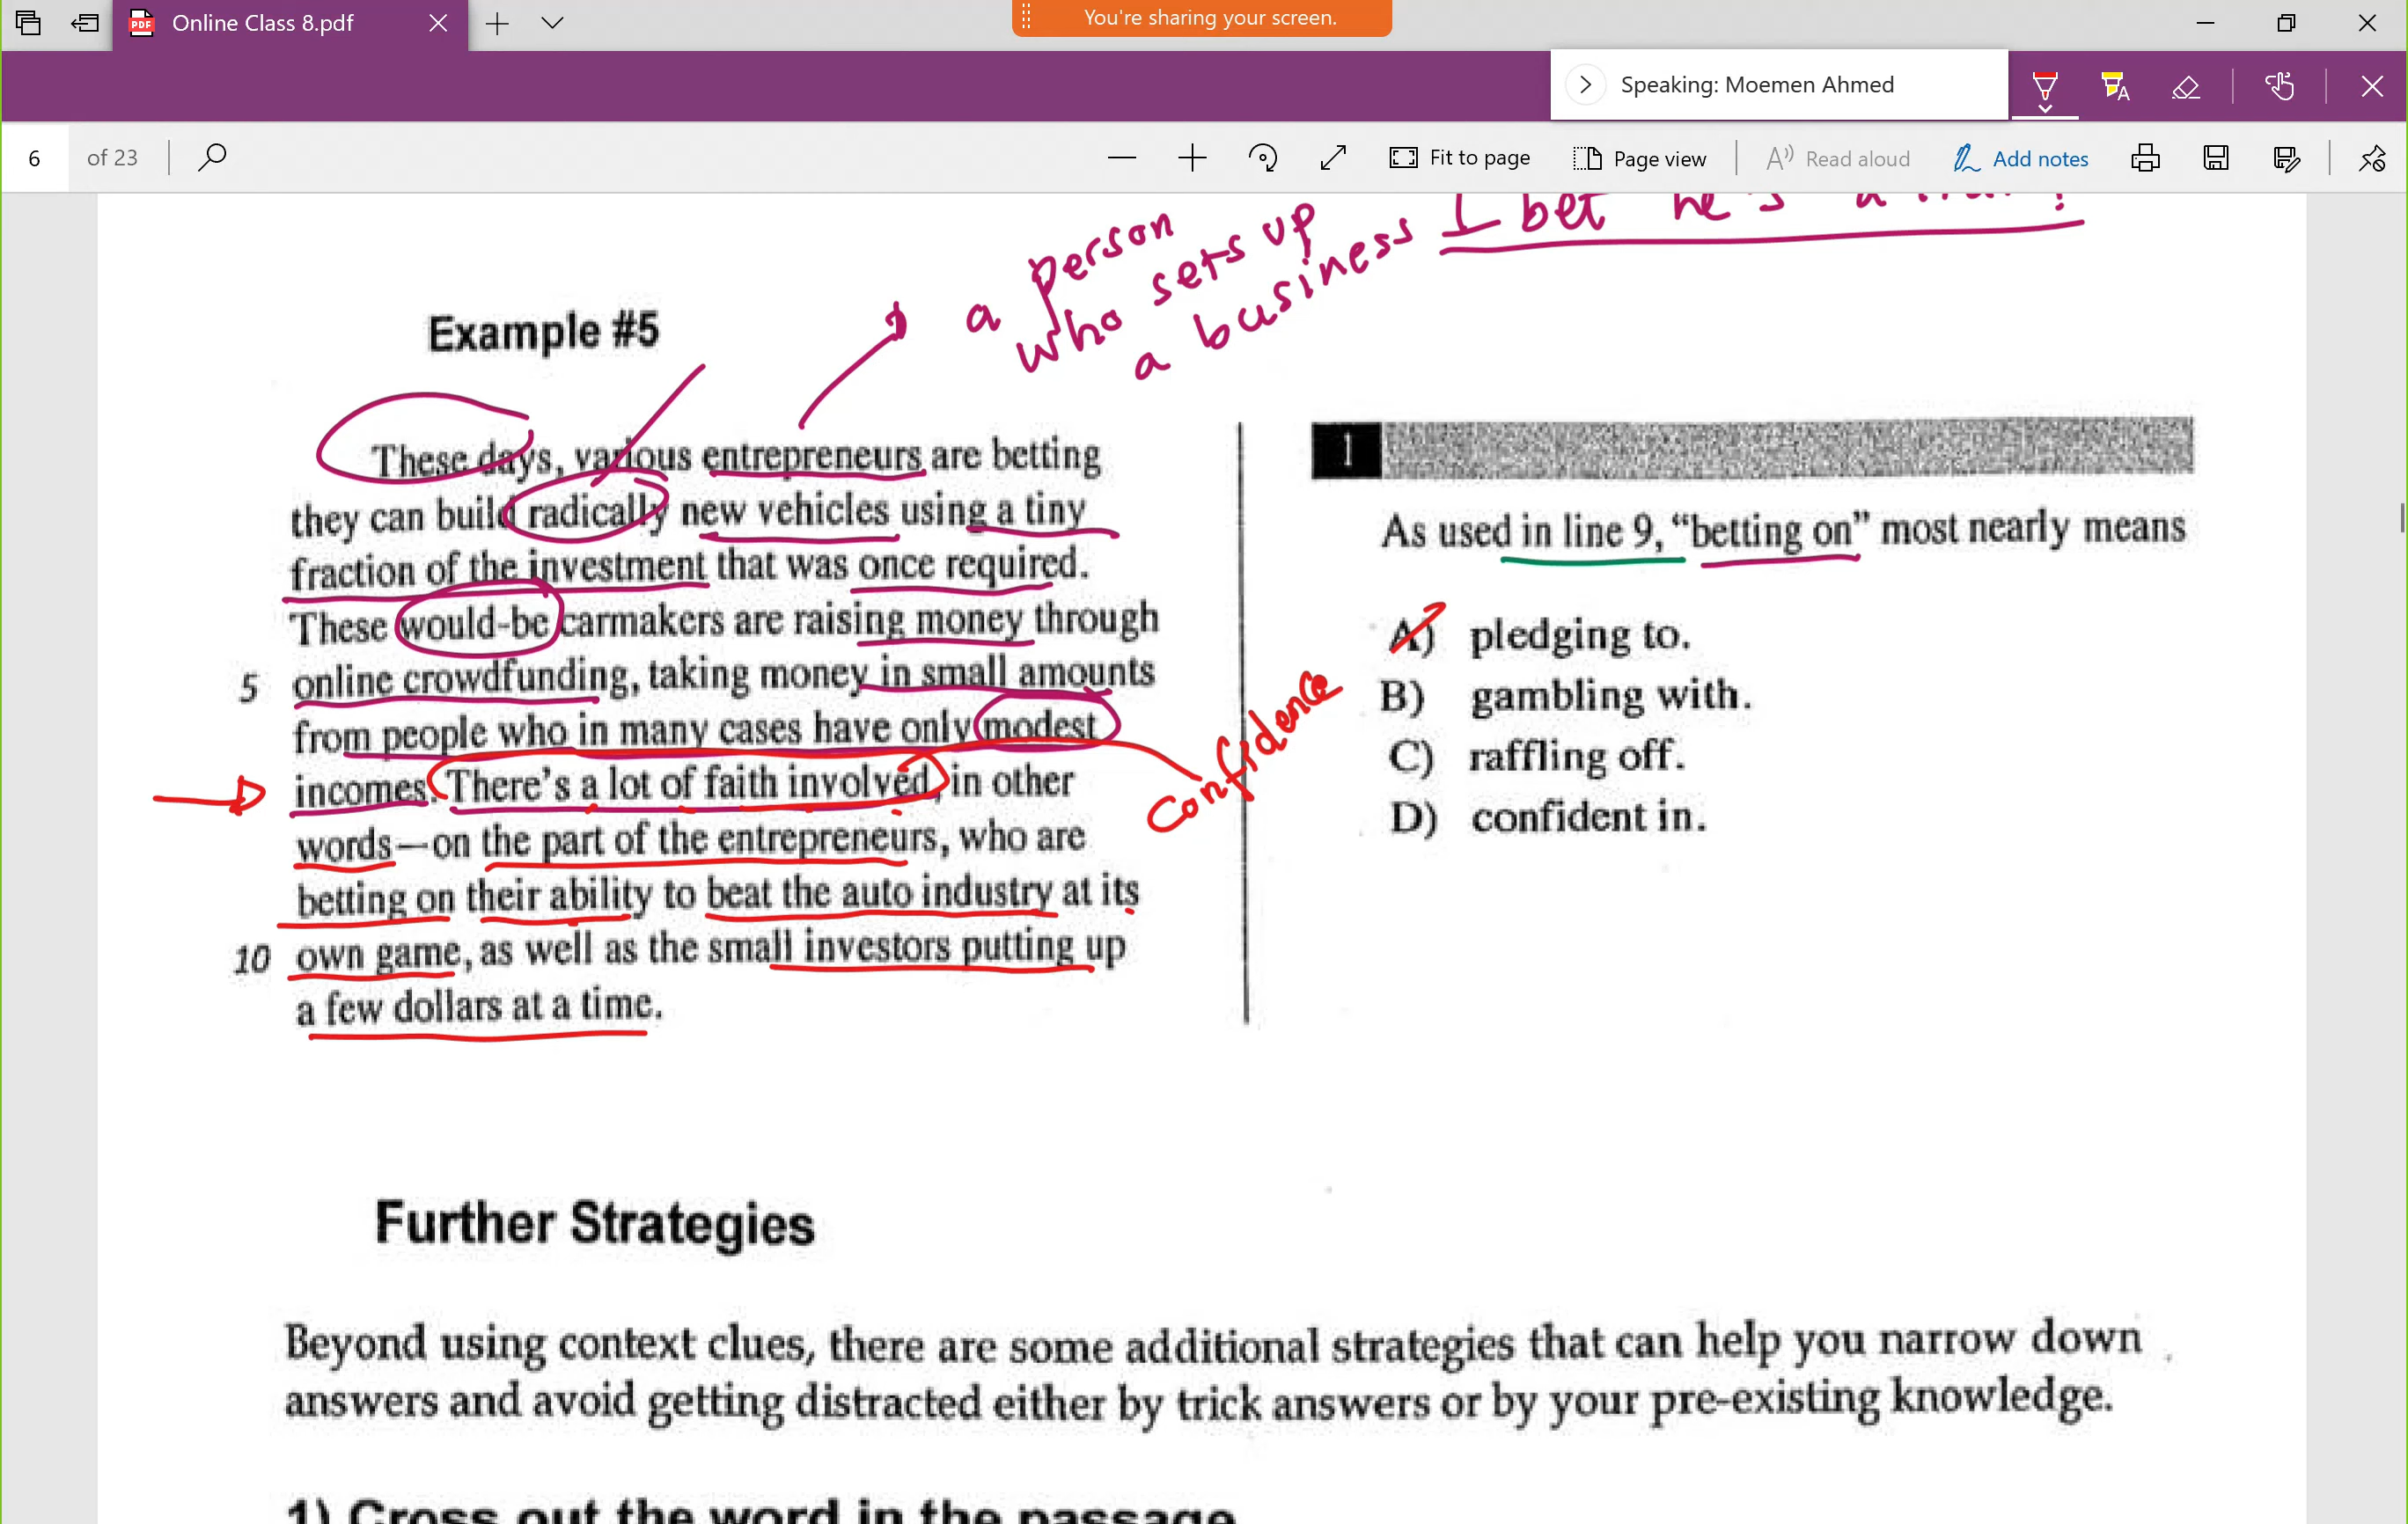 Online Class 8.pdf
You're sharing your screen.
Speaking: Moemen Ahmed
6 of 23
Fit to page
Page view
Read aloud
Add notes
I bet he's a
a person
who sets up
a business
Example #5
These days, various entrepreneurs are betting
they can build radically new vehicles using a tiny
fraction of the investment that was once required.
These would-be carmakers are raising money through
5 online crowdfunding, taking money in small amounts
from people who in many cases have only modest
incomes. There's a lot of faith involved, in other
words—on the part of the entrepreneurs, who are
betting on their ability to beat the auto industry at its
10 own game, as well as the small investors putting up
a few dollars at a time.
Confidence
1
As used in line 9, “betting on” most nearly means
A) pledging to.
B) gambling with.
C) raffling off.
D) confident in.
Further Strategies
Beyond using context clues, there are some additional strategies that can help you narrow down
answers and avoid getting distracted either by trick answers or by your pre-existing knowledge.
1) Cross out the word in the passage